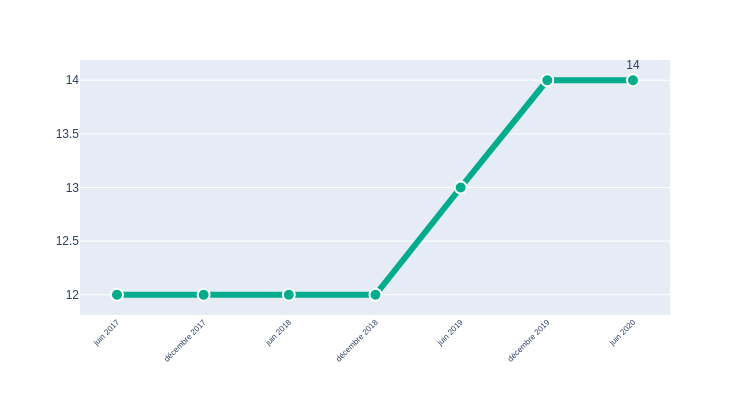 14
14
13.5
13
12.5
12
juin 2017
décembre 2017
juin 2018
décembre 2018
juin 2019
décembre 2019
juin 2020